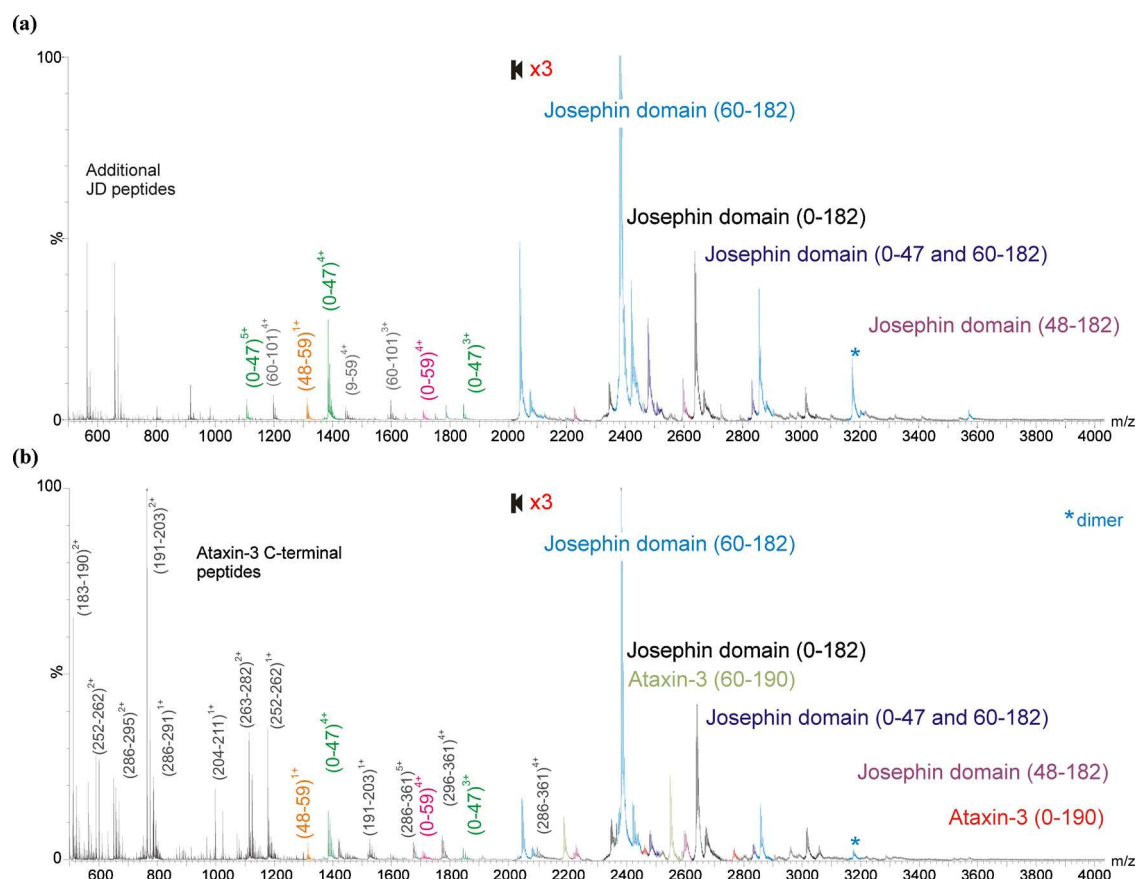 (a)
100
%
0
x3
Josephin domain (60-182)
Additional
JD peptides
Josephin domain (0-182)
Josephin domain (0-47 and 60-182)
Josephin domain (48-182)
*
(0-47)5+
(60-101)4+
(48-59)1+
(0-47)4+
(9-59)4+
(60-101)3+
(0-59)4+
(0-47)3+
600 800 1000 1200 1400 1600 1800 2000 2200 2400 2600 2800 3000 3200 3400 3600 3800 4000 m/z
(b)
100
%
0
x3
* dimer
Josephin domain (60-182)
Ataxin-3 C-terminal
peptides
Josephin domain (0-182)
Ataxin-3 (60-190)
Josephin domain (0-47 and 60-182)
Josephin domain (48-182)
Ataxin-3 (0-190)
*
(183-190)2+
(252-262)2+
(286-295)2+
(191-203)2+
(286-291)1+
(204-211)1+
(263-282)2+
(252-262)1+
(48-59)1+
(0-47)4+
(191-203)1+
(286-361)5+
(0-59)4+
(296-361)4+
(0-47)3+
(286-361)4+
600 800 1000 1200 1400 1600 1800 2000 2200 2400 2600 2800 3000 3200 3400 3600 3800 4000 m/z